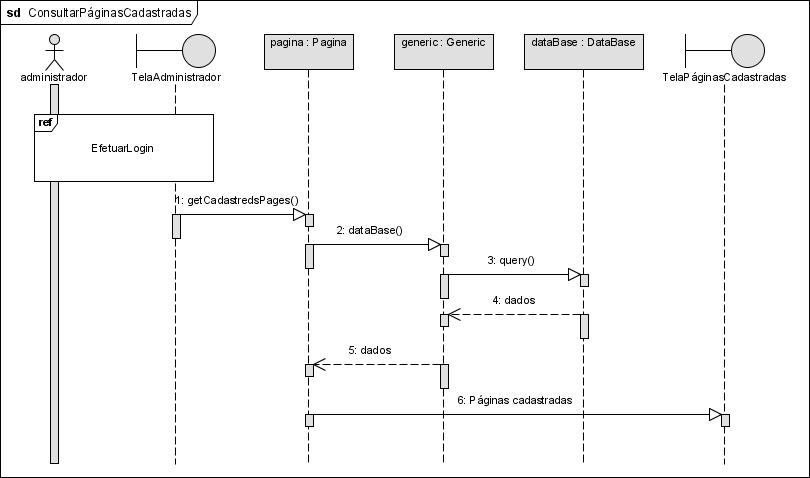 sd ConsultarPáginasCadastradas
administrador
TelaAdministrador
pagina : Pagina
generic : Generic
dataBase : DataBase
TelaPáginasCadastradas
ref
EfetuarLogin
1: getCadastredsPages()
2: dataBase()
3: query()
4: dados
5: dados
6: Páginas cadastradas